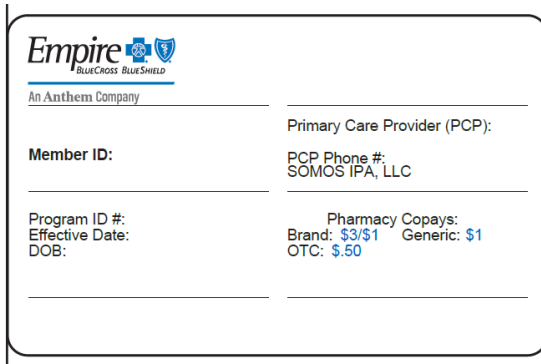 Empire
BLUECROSS BLUESHIELD
An Anthem Company
Primary Care Provider (PCP):
Member ID:
PCP Phone #:
SOMOS IPA, LLC
Program ID #:
Effective Date:
DOB:
Pharmacy Copays:
Brand: $3/$1 Generic: $1
OTC: $.50